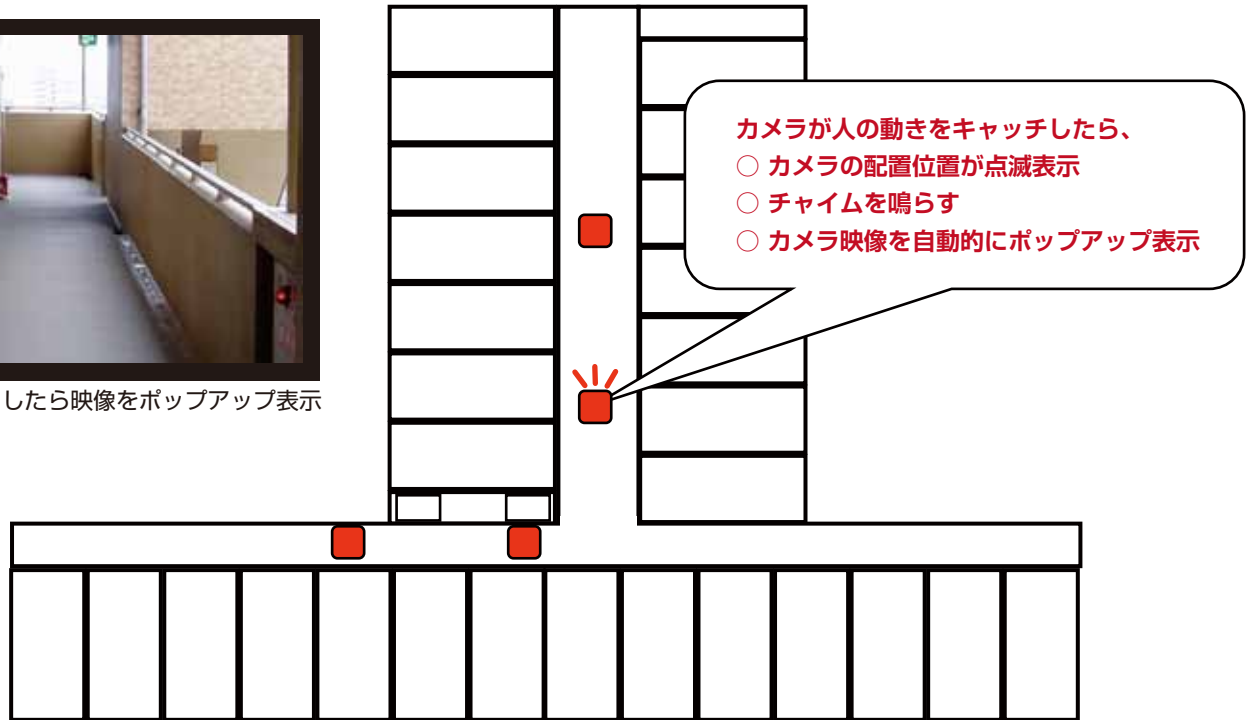 カメラが人の動きをキャッチしたら、
○ カメラの配置位置が点滅表示
○ チャイムを鳴らす
○ カメラ映像を自動的にポップアップ表示
したら映像をポップアップ表示